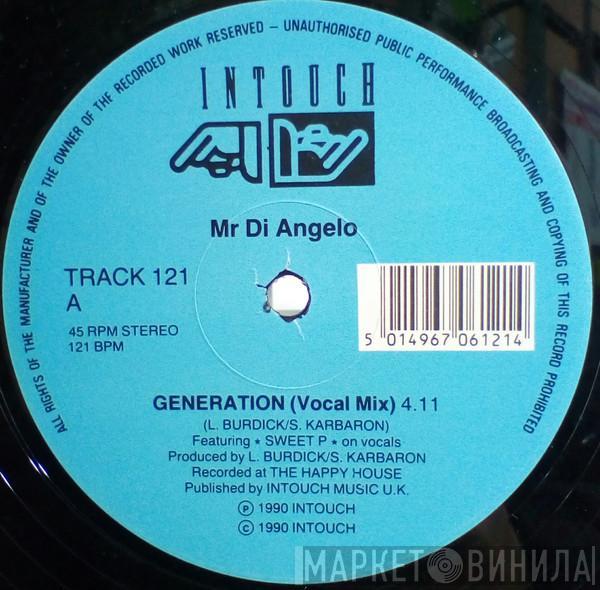 ALL RIGHTS OF THE MANUFACTURER AND OF THE OWNER OF THE RECORDED WORK RESERVED – UNAUTHORISED PUBLIC PERFORMANCE BROADCASTING AND COPYING OF THIS RECORD PROHIBITED
INTOUCH
Mr Di Angelo
TRACK 121
A
45 RPM STEREO
121 BPM
5 014967 061214
GENERATION (Vocal Mix) 4.11
(L. BURDICK/S. KARBARON)
Featuring ★ SWEET P ★ on vocals
Produced by L. BURDICK/S. KARBARON
Recorded at THE HAPPY HOUSE
Published by INTOUCH MUSIC U.K.
℗ 1990 INTOUCH
© 1990 INTOUCH
МАРКЕТ ВИНИЛА